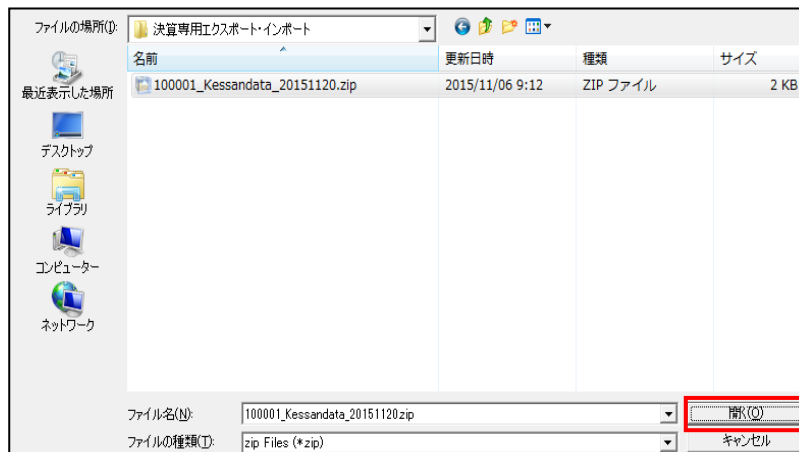 ファイルの場所(I):
決算専用エクスポート・インポート
名前
更新日時
種類
サイズ
100001_Kessandata_20151120.zip
2015/11/06 9:12
ZIP ファイル
2 KB
最近表示した場所
デスクトップ
ライブラリ
コンピューター
ネットワーク
ファイル名(N):
100001_Kessandata_20151120.zip
開く(O)
ファイルの種類(T):
zip Files (*.zip)
キャンセル